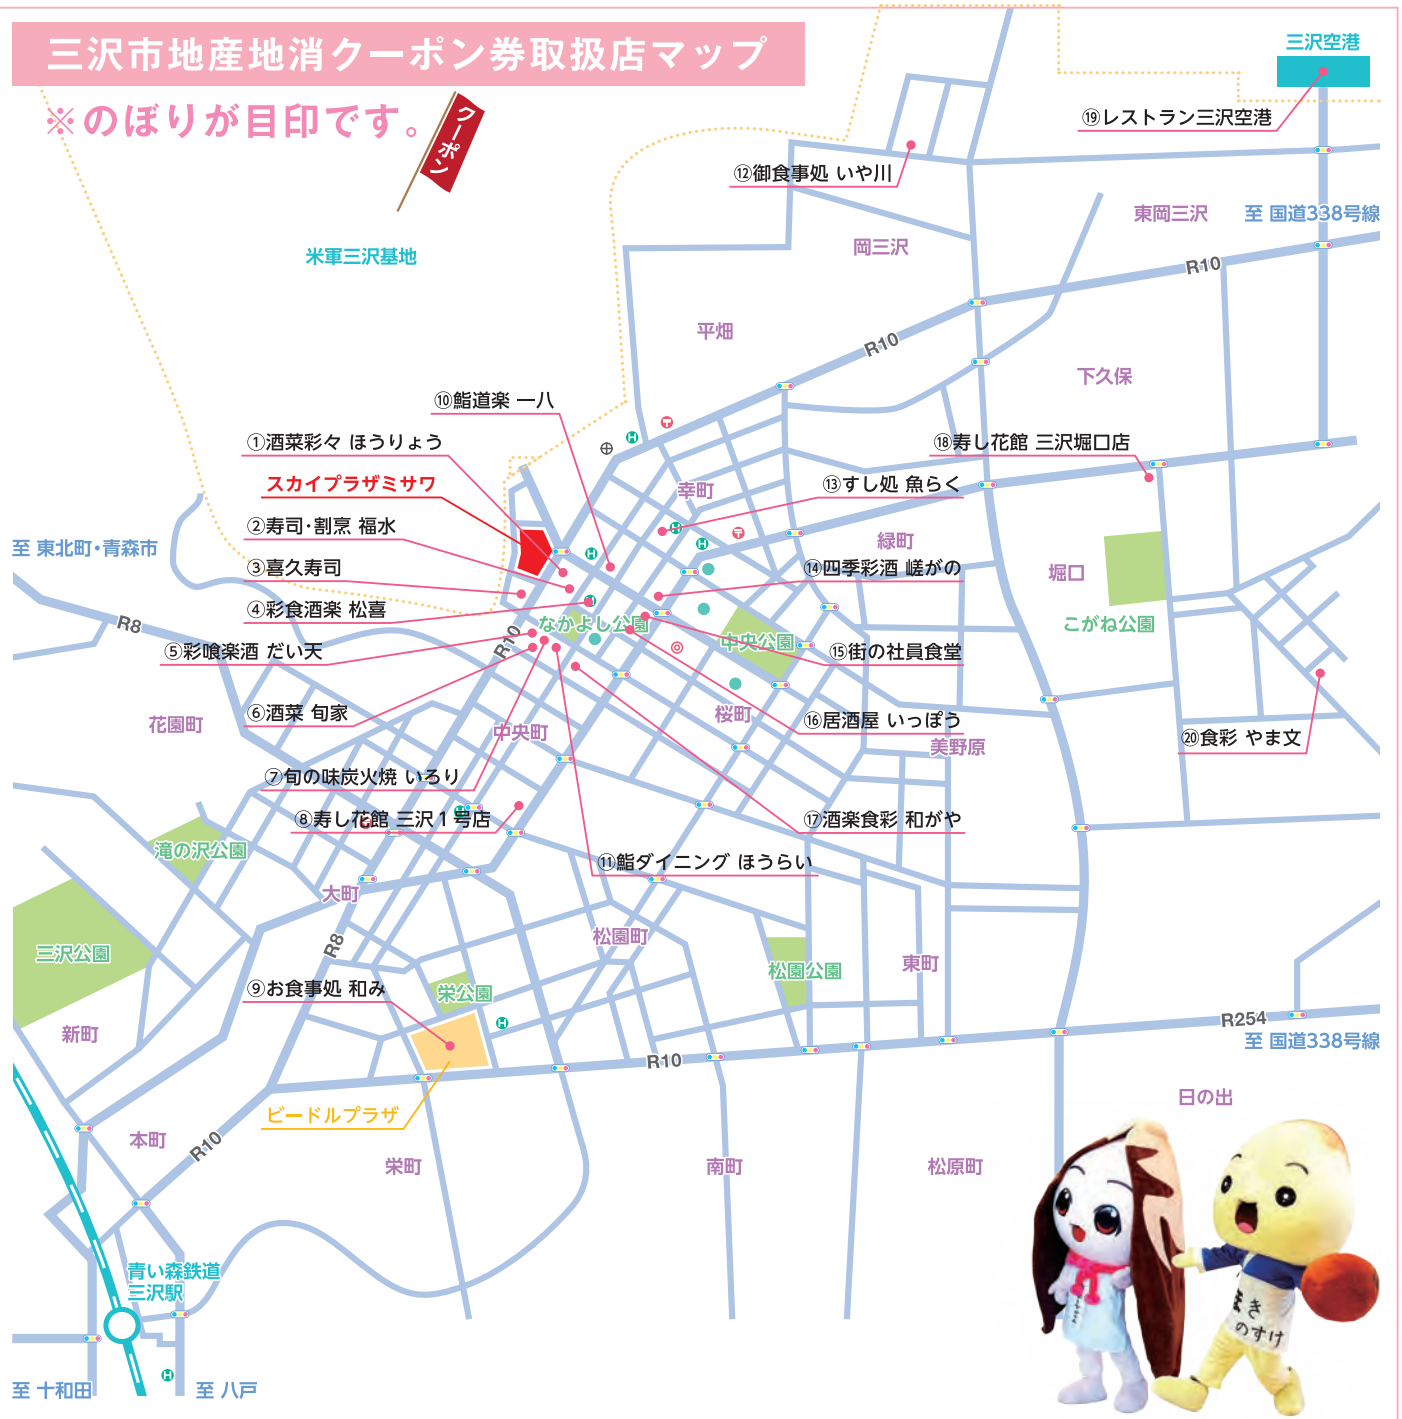 三沢市地産地消クーポン券取扱店マップ
※のぼりが目印です。
クーポン
三沢空港
⑲レストラン三沢空港
⑫御食事処 いや川
東岡三沢
至 国道338号線
岡三沢
米軍三沢基地
R10
平畑
R10
下久保
⑩鮨道楽 一八
①酒菜彩々 ほうりょう
⑱寿し花館 三沢堀口店
スカイプラザミサワ
幸町
⑬すし処 魚らく
②寿司･割烹 福水
緑町
至 東北町･青森市
③喜久寿司
⑭四季彩酒 嵯がの
堀口
④彩食酒楽 松喜
R8
なかよし公園
こがね公園
R10
中央公園
⑤彩喰楽酒 だい天
⑮街の社員食堂
⑥酒菜 旬家
桜町
⑯居酒屋 いっぽう
花園町
中央町
美野原
⑳食彩 やま文
⑦旬の味炭火焼 いろり
⑧寿し花館 三沢１号店
⑰酒楽食彩 和がや
滝の沢公園
⑪鮨ダイニング ほうらい
大町
R8
松園町
三沢公園
東町
松園公園
⑨お食事処 和み
栄公園
R254
新町
至 国道338号線
R10
日の出
ビードルプラザ
本町
R10
栄町
南町
松原町
青い森鉄道
三沢駅
まき
のすけ
至 十和田
至 八戸